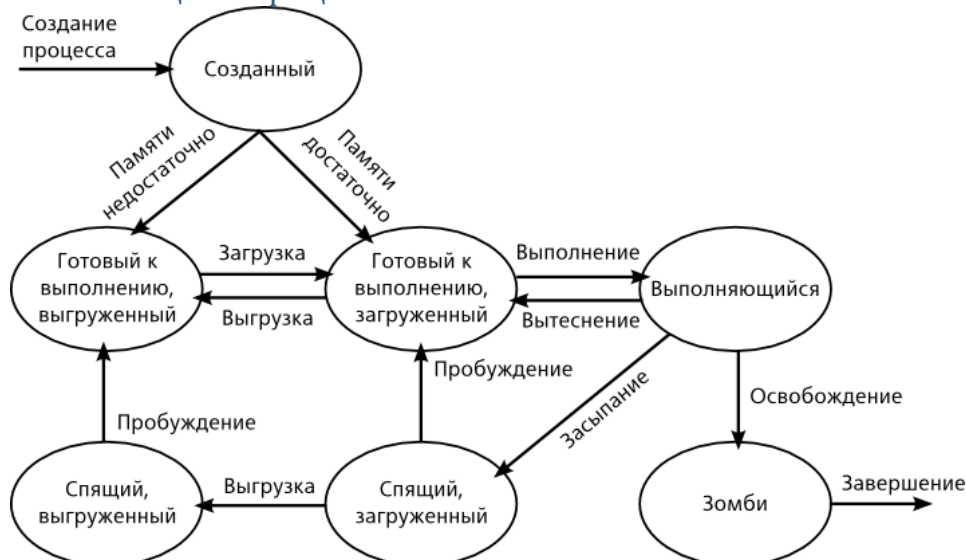 Создание
процесса
Созданный
Памяти
недостаточно
Памяти
достаточно
Готовый к
выполнению,
выгруженный
Загрузка
Выгрузка
Готовый к
выполнению,
загруженный
Выполнение
Вытеснение
Выполняющийся
Пробуждение
Пробуждение
Засыпание
Освобождение
Спящий,
выгруженный
Выгрузка
Спящий,
загруженный
Зомби
Завершение